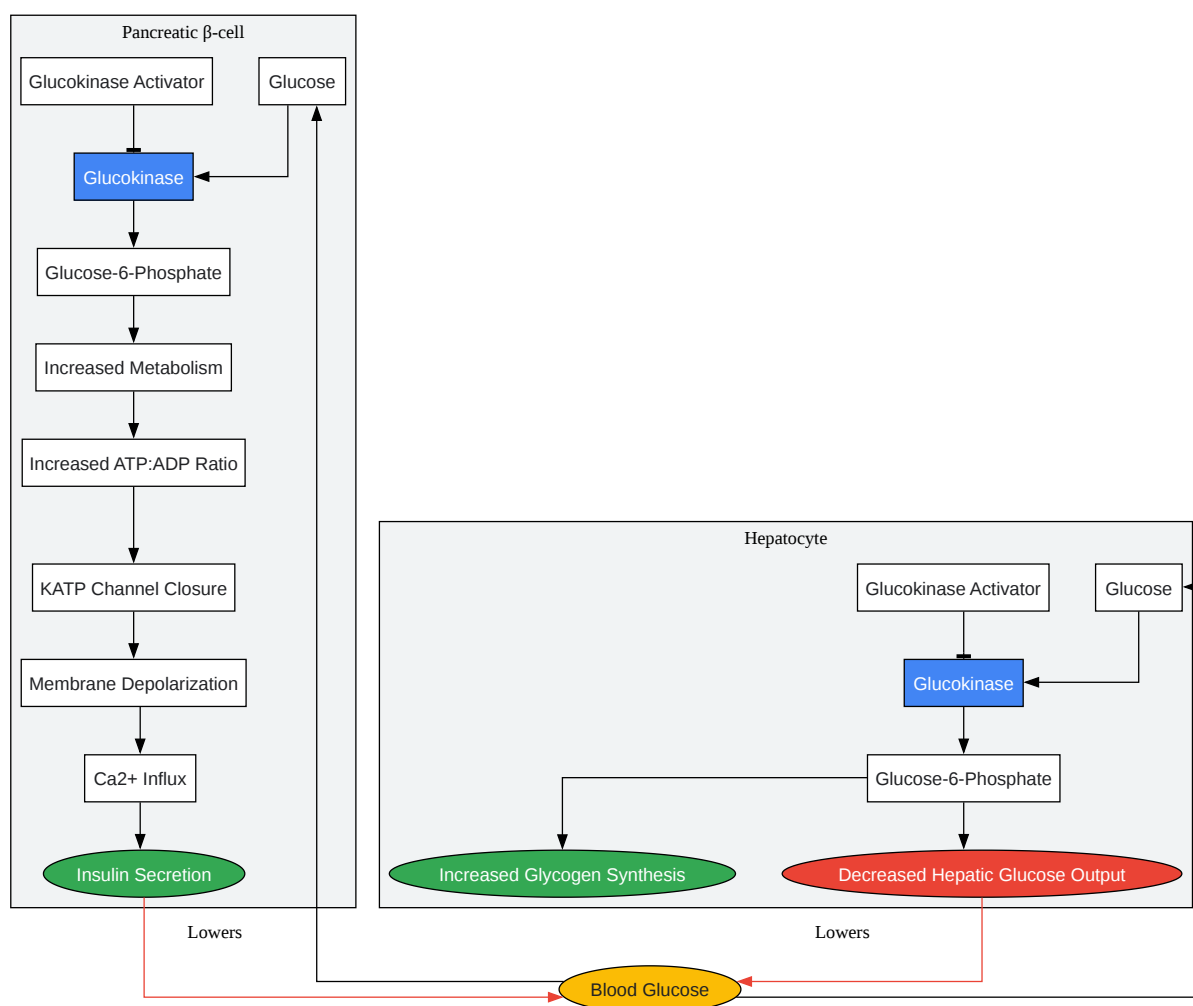 Pancreatic β-cell
Glucokinase Activator
Glucose
Glucokinase
Glucose-6-Phosphate
Increased Metabolism
Increased ATP:ADP Ratio
KATP Channel Closure
Membrane Depolarization
Ca2+ Influx
Insulin Secretion
Hepatocyte
Glucokinase Activator
Glucose
Glucokinase
Glucose-6-Phosphate
Increased Glycogen Synthesis
Decreased Hepatic Glucose Output
Lowers
Lowers
Blood Glucose